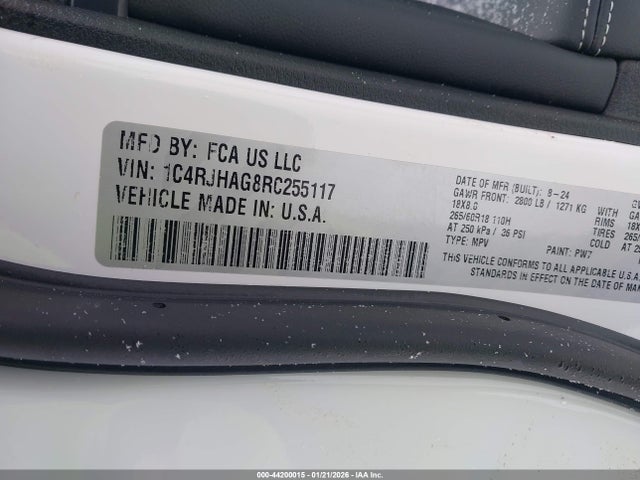 MFD BY: FCA US LLC
VIN: 1C4RJHAG8RC255117
VEHICLE MADE IN: U.S.A.
DATE OF MFR (BUILT): 8-24
GAWR FRONT: 2800 LB / 1271 KG WITH
18X8.0 RIMS
265/60R18 110H TIRES
AT 250 kPa / 36 PSI COLD
TYPE: MPV PAINT: PW7
THIS VEHICLE CONFORMS TO ALL APPLICABLE U.S.A.
STANDARDS IN EFFECT ON THE DATE OF MAN
000-44200015 - 01/21/2026 - IAA Inc.